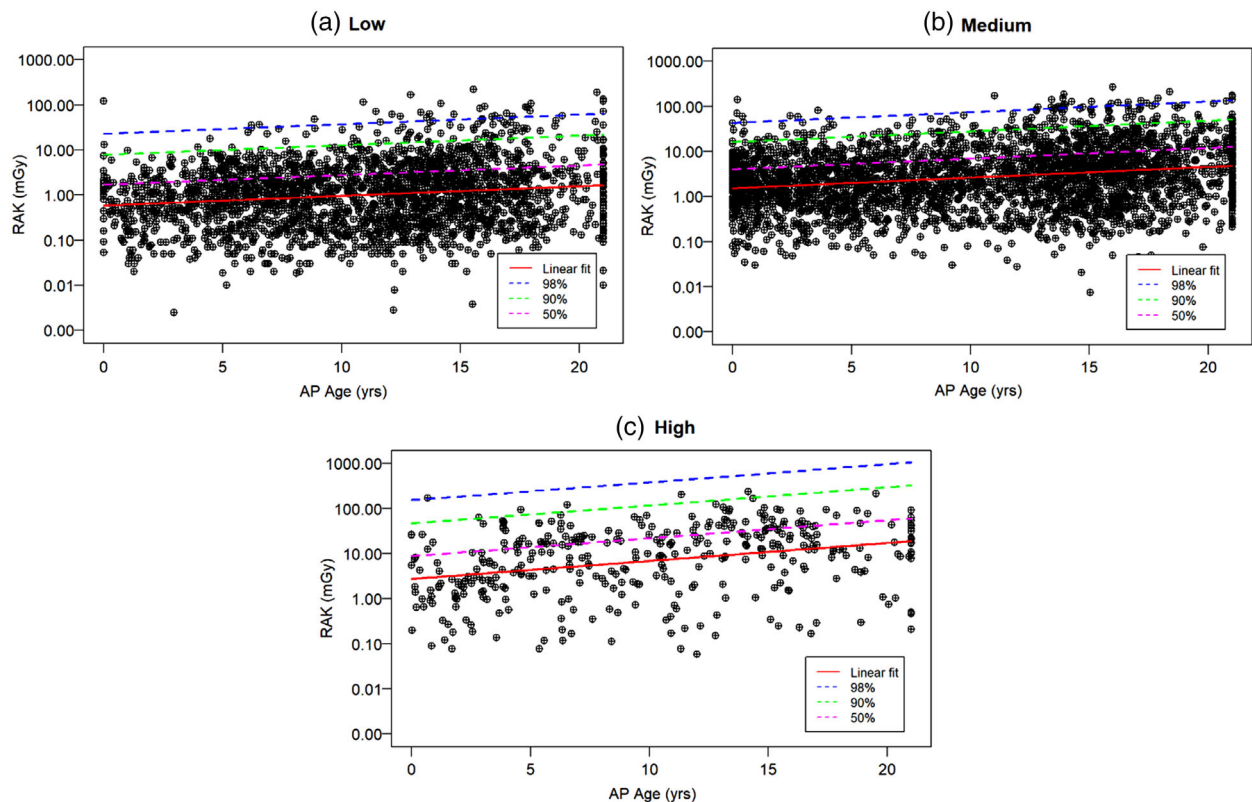 (a) Low
1000.00
100.00
10.00
1.00
0.10
0.01
0.00
RAK (mGy)
0 5 10 15 20
AP Age (yrs)
Linear fit
98%
90%
50%
(b) Medium
1000.00
100.00
10.00
1.00
0.10
0.01
0.00
RAK (mGy)
0 5 10 15 20
AP Age (yrs)
Linear fit
98%
90%
50%
(c) High
1000.00
100.00
10.00
1.00
0.10
0.01
0.00
RAK (mGy)
0 5 10 15 20
AP Age (yrs)
Linear fit
98%
90%
50%